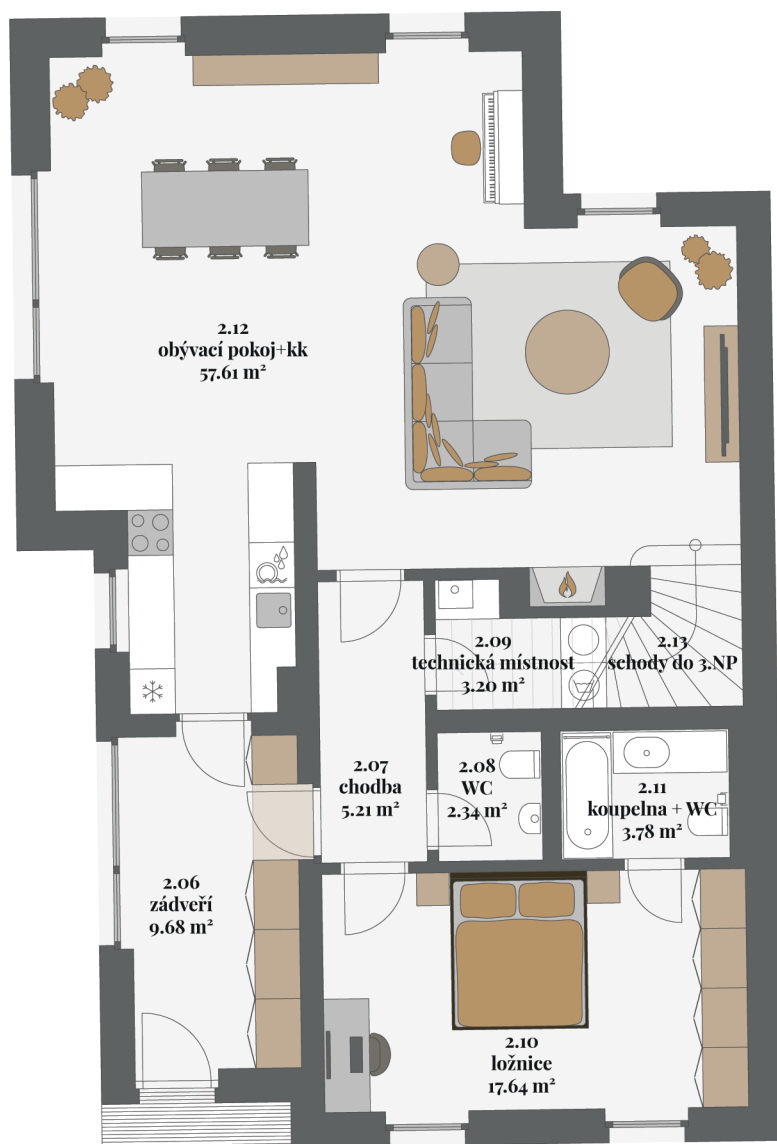 2.12
obývací pokoj+kk
57.61 m²
2.09
technická místnost
3.20 m²
2.13
schody do 3.NP
2.07
chodba
5.21 m²
2.08
WC
2.34 m²
2.11
koupelna + WC
3.78 m²
2.06
zádveří
9.68 m²
2.10
ložnice
17.64 m²